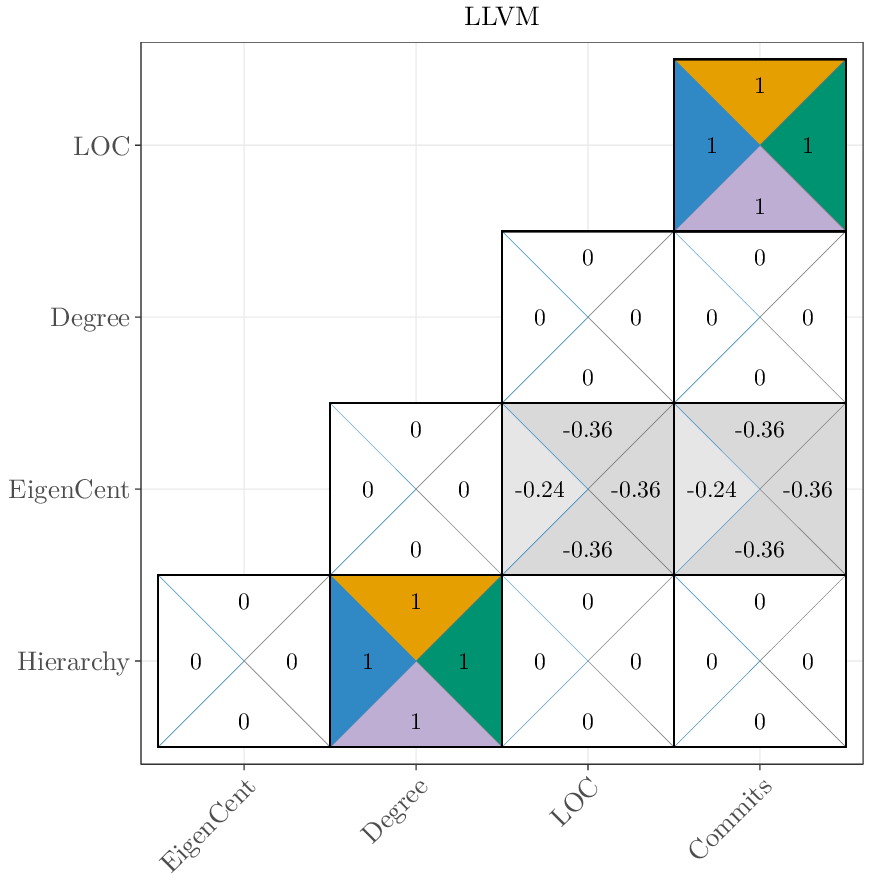 LLVM
1
LOC 1 1
1
0 0
Degree 0 0 0 0
0 0
0 -0.36 -0.36
EigenCent 0 0 -0.24 -0.36 -0.24 -0.36
0 -0.36 -0.36
0 1 0 0
Hierarchy 0 0 1 1 0 0 0 0
0 1 0 0
EigenCent Degree LOC Commits